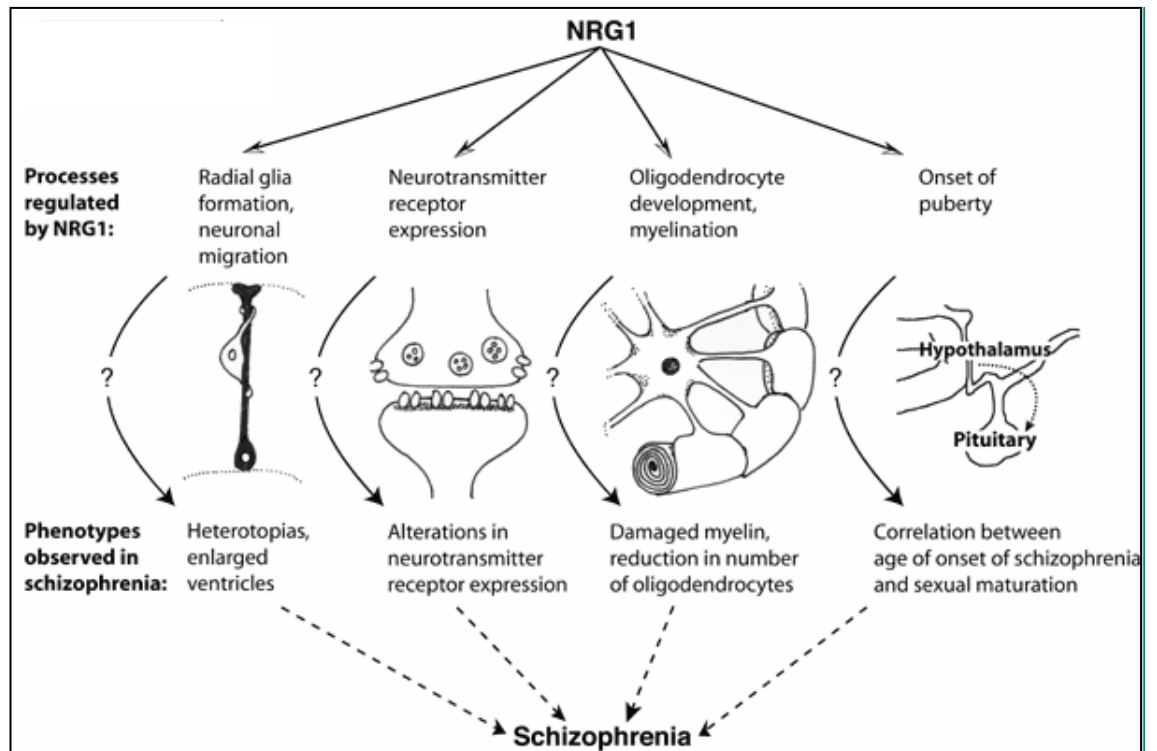 NRG1
Processes
regulated
by NRG1:
Radial glia
formation,
neuronal
migration
Neurotransmitter
receptor
expression
Oligodendrocyte
development,
myelination
Onset of
puberty
?
?
?
?
Hypothalamus
Pituitary
Phenotypes
observed in
schizophrenia:
Heterotopias,
enlarged
ventricles
Alterations in
neurotransmitter
receptor expression
Damaged myelin,
reduction in number
of oligodendrocytes
Correlation between
age of onset of schizophrenia
and sexual maturation
Schizophrenia